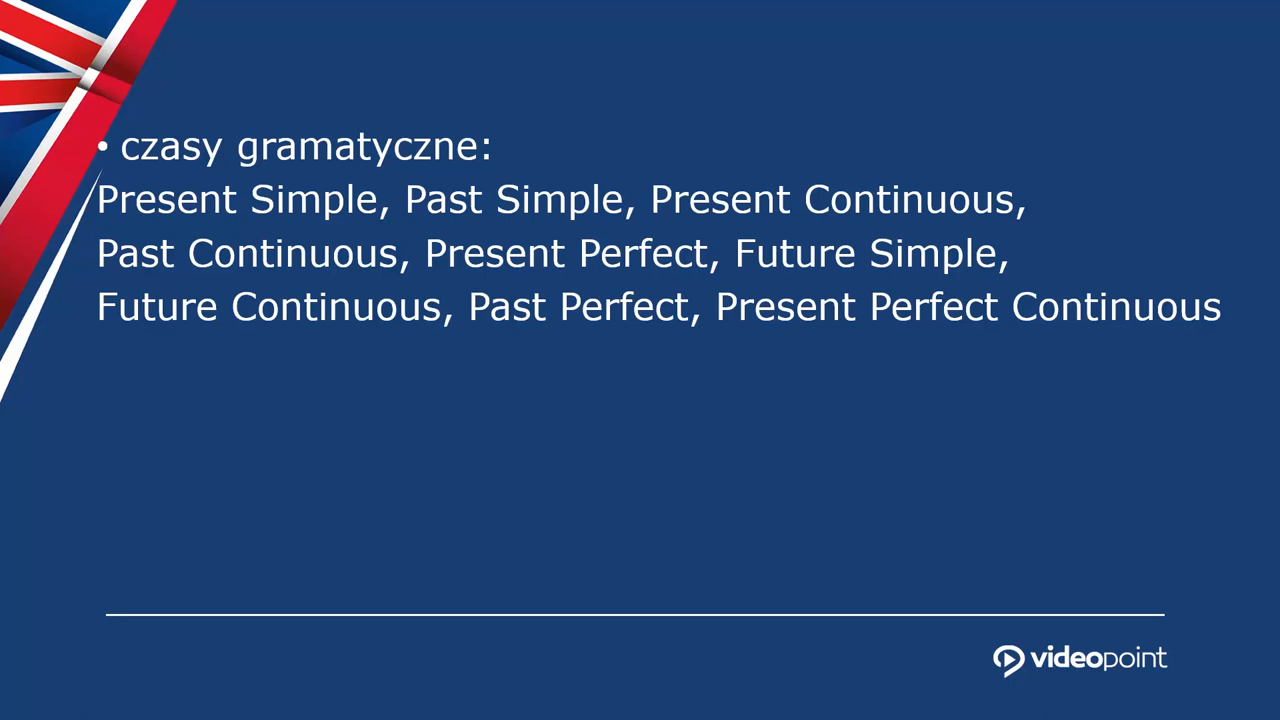 • czasy gramatyczne:
Present Simple, Past Simple, Present Continuous,
Past Continuous, Present Perfect, Future Simple,
Future Continuous, Past Perfect, Present Perfect Continuous
videopoint